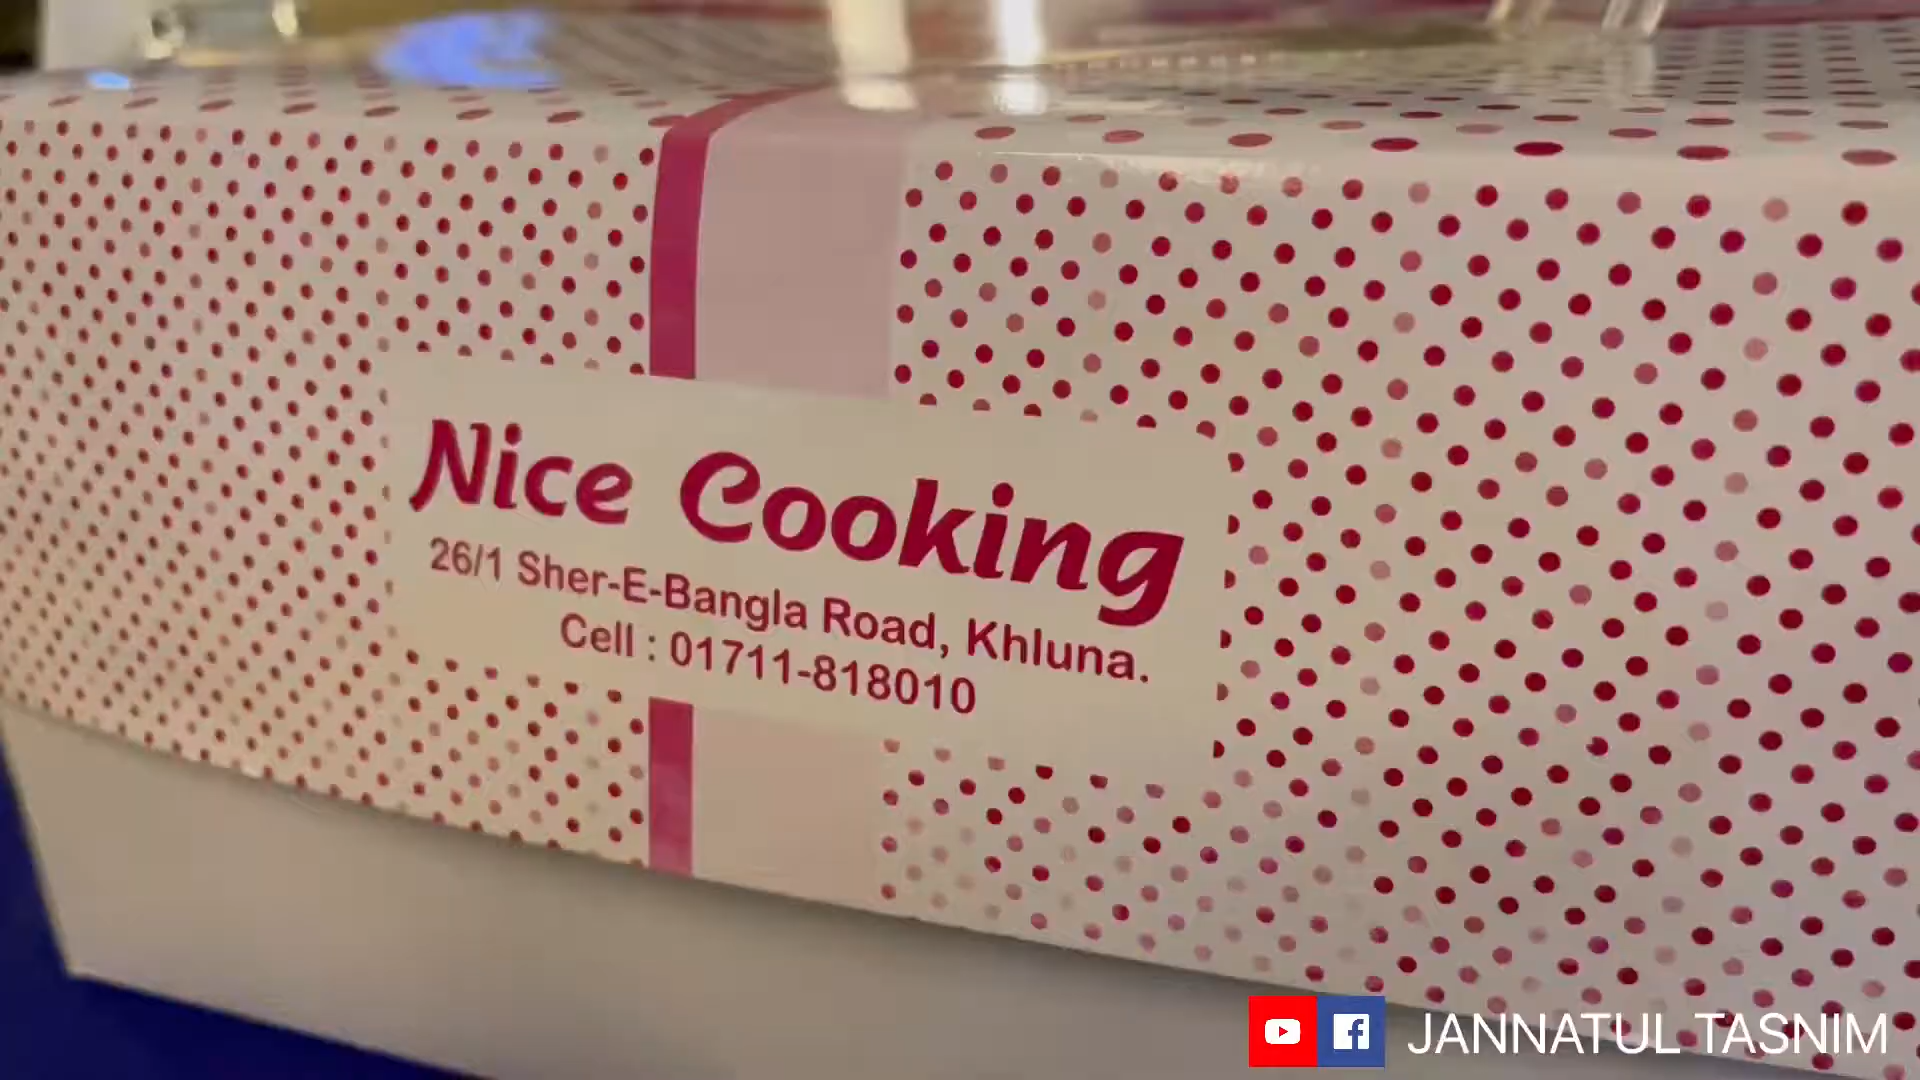 Nice Cooking
26/1 Sher-E-Bangla Road, Khluna.
Cell : 01711-818010
JANNATUL TASNIM